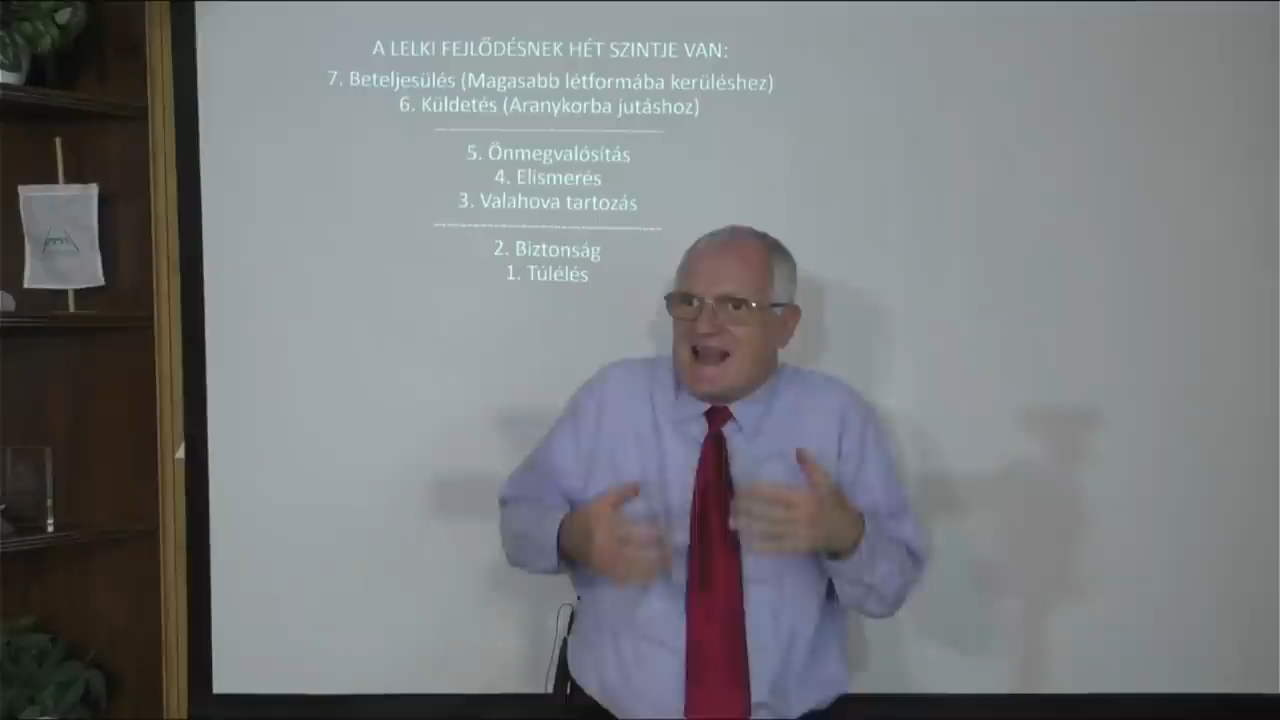 A LELKI FEJLŐDÉSNEK HÉT SZINTJE VAN:
7. Beteljesülés (Magasabb létformába kerüléshez)
6. Küldetés (Aranykorba jutáshoz)
5. Önmegvalósítás
4. Elismerés
3. Valahova tartozás
2. Biztonság
1. Túlélés